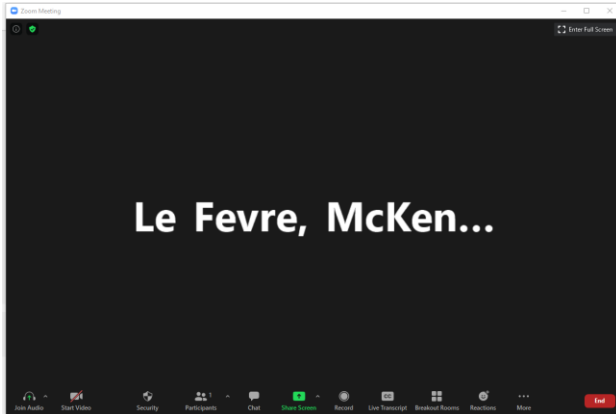 Zoom Meeting
Enter Full Screen
Le Fevre, McKen...
1
Join Audio Start Video Security Participants Chat Share Screen Record Live Transcript Breakout Rooms Reactions More End
CC